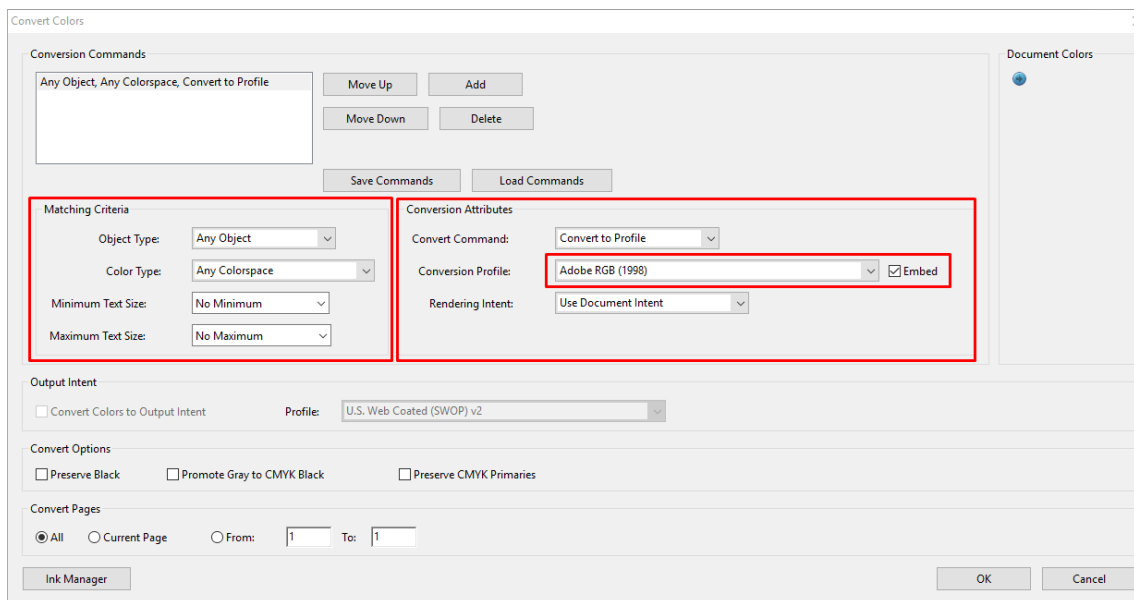 Convert Colors
Conversion Commands
Document Colors
Any Object, Any Colorspace, Convert to Profile
Move Up
Add
Move Down
Delete
Save Commands
Load Commands
Matching Criteria
Object Type: Any Object
Color Type: Any Colorspace
Minimum Text Size: No Minimum
Maximum Text Size: No Maximum
Conversion Attributes
Convert Command: Convert to Profile
Conversion Profile: Adobe RGB (1998) Embed
Rendering Intent: Use Document Intent
Output Intent
Convert Colors to Output Intent Profile: U.S. Web Coated (SWOP) v2
Convert Options
Preserve Black Promote Gray to CMYK Black Preserve CMYK Primaries
Convert Pages
All Current Page From: 1 To: 1
Ink Manager
OK
Cancel